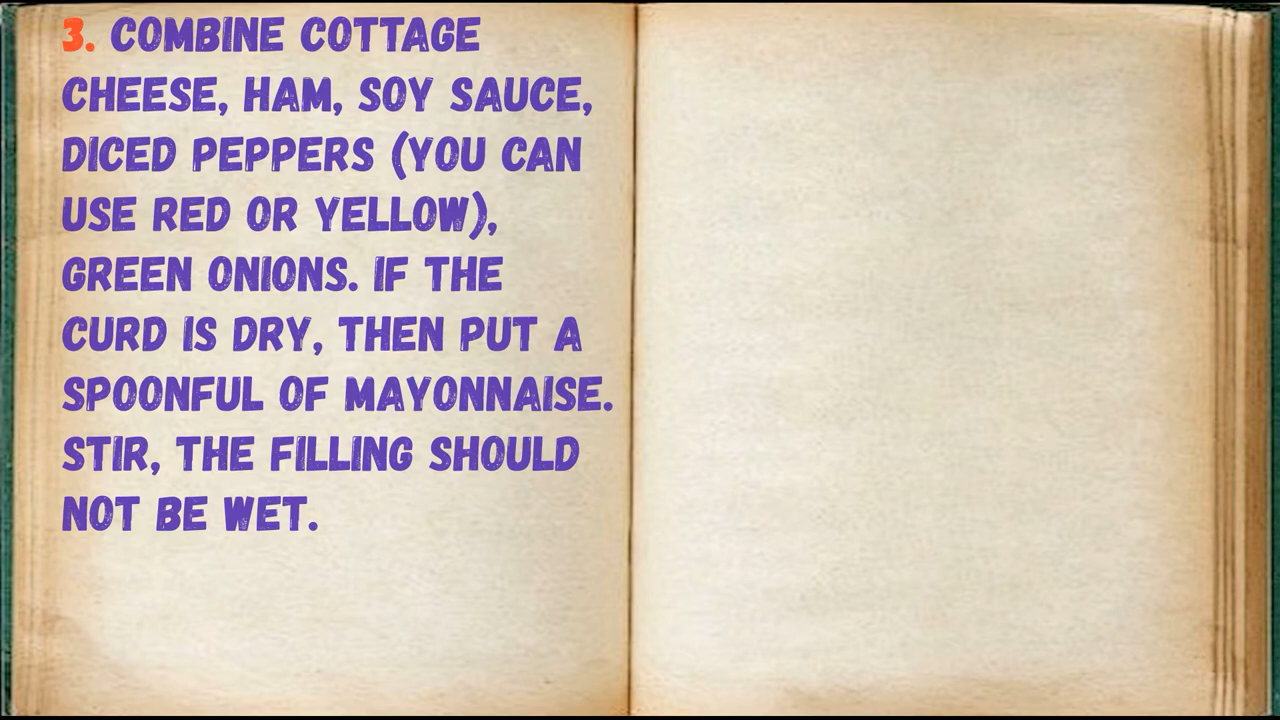 3. COMBINE COTTAGE
CHEESE, HAM, SOY SAUCE,
DICED PEPPERS (YOU CAN
USE RED OR YELLOW),
GREEN ONIONS. IF THE
CURD IS DRY, THEN PUT A
SPOONFUL OF MAYONNAISE.
STIR, THE FILLING SHOULD
NOT BE WET.